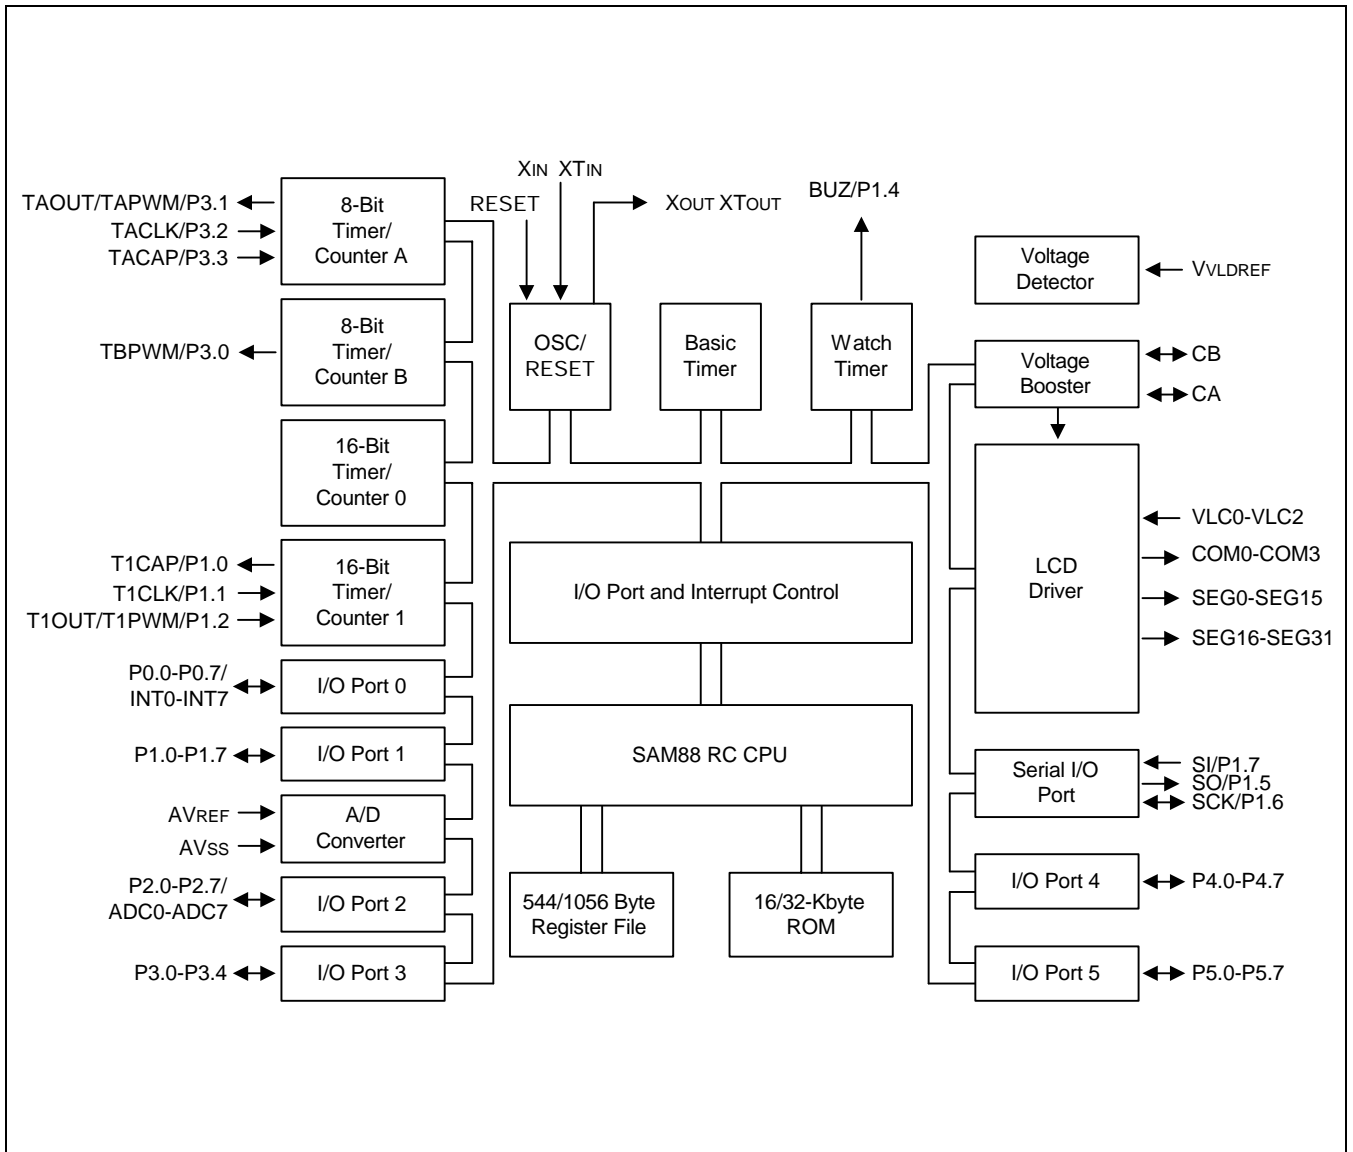 XIN XTIN
RESET
XOUT XTOUT
BUZ/P1.4
TAOUT/TAPWM/P3.1
TACLK/P3.2
TACAP/P3.3
8-Bit
Timer/
Counter A
TBPWM/P3.0
8-Bit
Timer/
Counter B
16-Bit
Timer/
Counter 0
T1CAP/P1.0
T1CLK/P1.1
T1OUT/T1PWM/P1.2
16-Bit
Timer/
Counter 1
P0.0-P0.7/
INT0-INT7
I/O Port 0
P1.0-P1.7
I/O Port 1
AVREF
AVSS
A/D
Converter
P2.0-P2.7/
ADC0-ADC7
I/O Port 2
P3.0-P3.4
I/O Port 3
OSC/
RESET
Basic
Timer
Watch
Timer
I/O Port and Interrupt Control
SAM88 RC CPU
544/1056 Byte
Register File
16/32-Kbyte
ROM
Voltage
Detector
VVLDREF
Voltage
Booster
CB
CA
LCD
Driver
VLC0-VLC2
COM0-COM3
SEG0-SEG15
SEG16-SEG31
Serial I/O
Port
SI/P1.7
SO/P1.5
SCK/P1.6
I/O Port 4
P4.0-P4.7
I/O Port 5
P5.0-P5.7